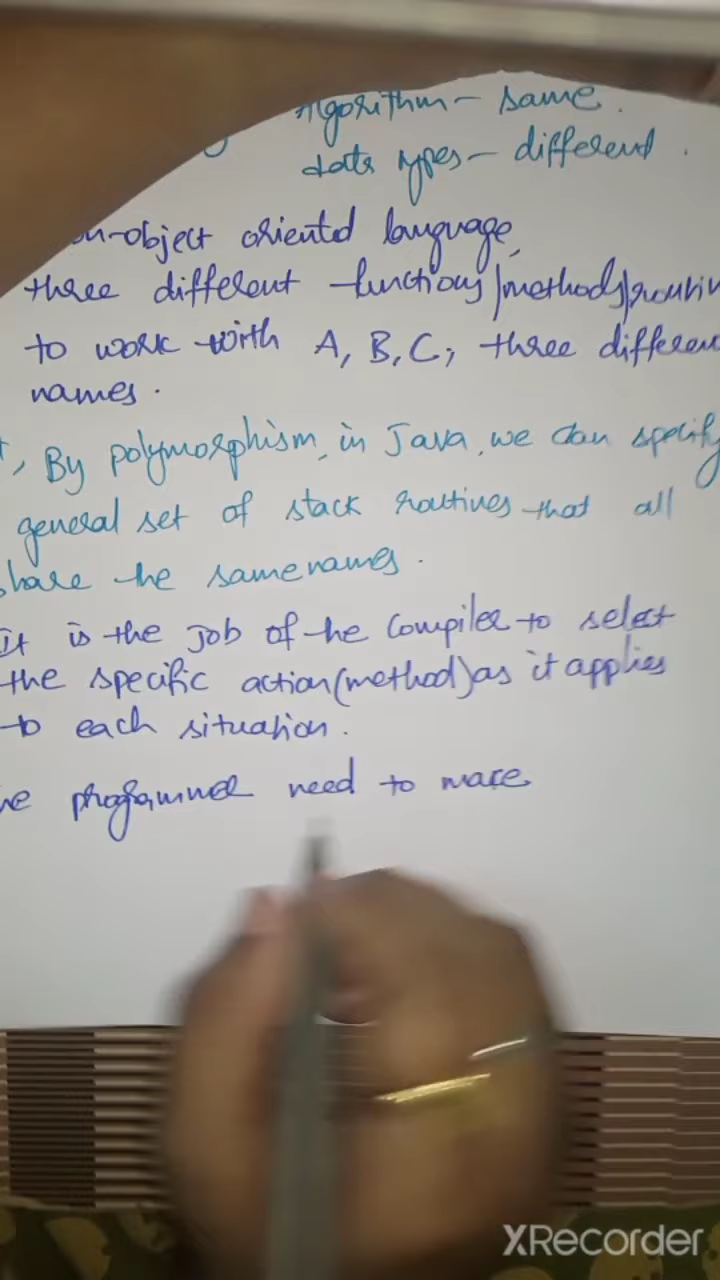 Algorithm - same.
data types - different.
non-object oriented language,
three different functions/methods/routin
to work with A, B, C; three differen
names.
, By polymorphism, in Java, we can specify
general set of stack routines that all
share the same names.
It is the job of the compiler to select
the specific action (method) as it applies
to each situation.
programmer need to
XRecorder